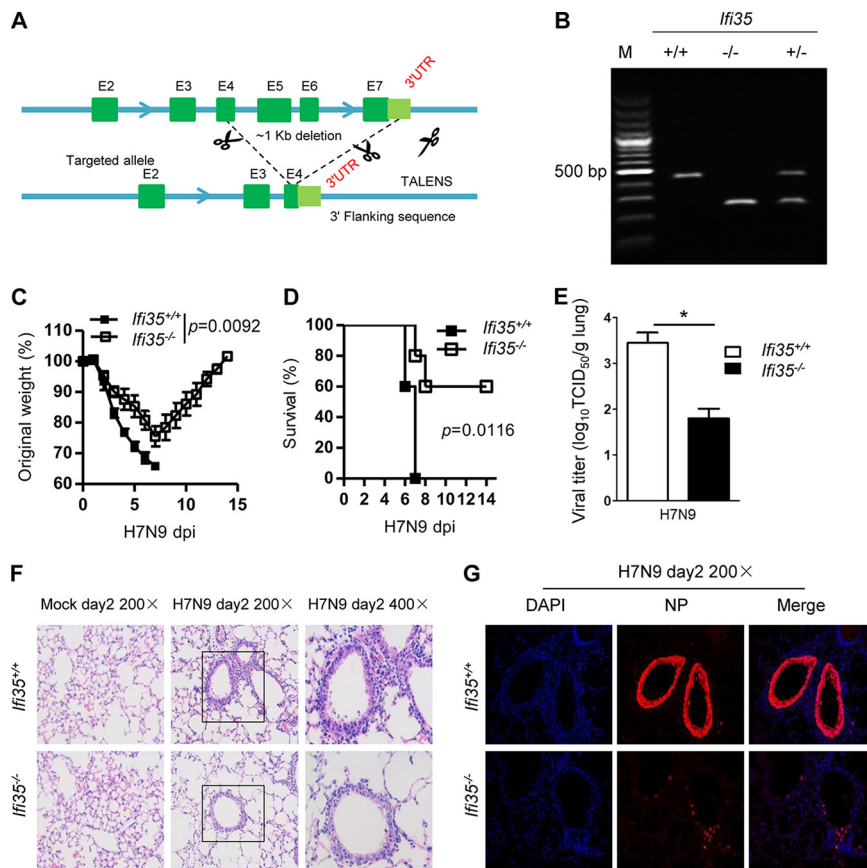 A
E2 E3 E4 E5 E6 E7 3'UTR
~1 Kb deletion
Targeted allele
E2 E3 E4 3'UTR TALENS
3' Flanking sequence
B
Ifi35
M +/+ -/- +/-
500 bp
C
Ifi35+/+
Ifi35-/-
p=0.0092
Original weight (%)
110
100
90
80
70
60
0 5 10 15
H7N9 dpi
D
Ifi35+/+
Ifi35-/-
Survival (%)
100
80
60
40
20
0
p=0.0116
0 2 4 6 8 10 12 14
H7N9 dpi
E
Viral titer (log10TCID50/g lung)
4
3
2
1
0
*
Ifi35+/+
Ifi35-/-
H7N9
F
Mock day2 200× H7N9 day2 200× H7N9 day2 400×
Ifi35+/+
Ifi35-/-
G
H7N9 day2 200×
DAPI NP Merge
Ifi35+/+
Ifi35-/-